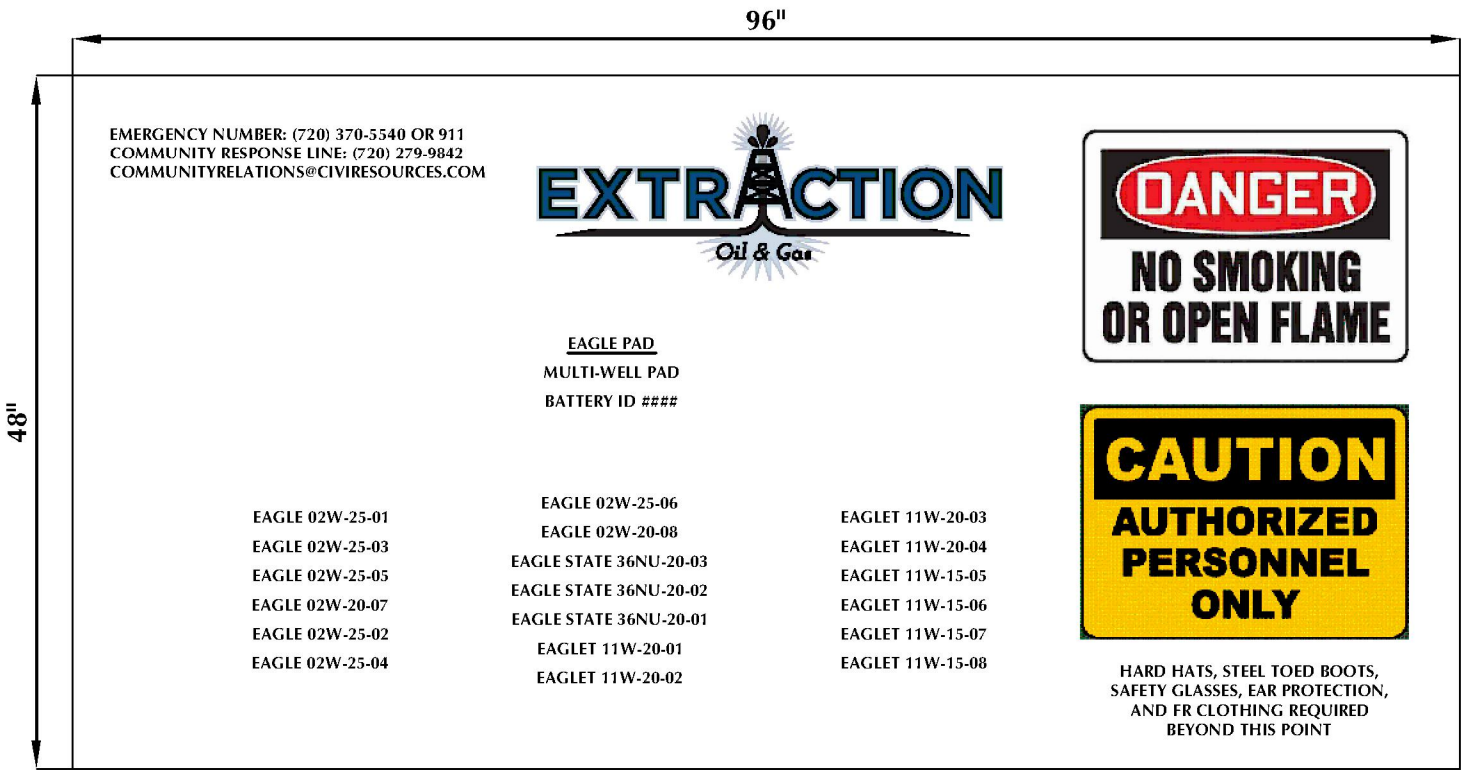 96"
48"
EMERGENCY NUMBER: (720) 370-5540 OR 911
COMMUNITY RESPONSE LINE: (720) 279-9842
COMMUNITYRELATIONS@CIVIRESOURCES.COM
EXTRACTION
Oil & Gas
EAGLE PAD
MULTI-WELL PAD
BATTERY ID ####
EAGLE 02W-25-01
EAGLE 02W-25-03
EAGLE 02W-25-05
EAGLE 02W-20-07
EAGLE 02W-25-02
EAGLE 02W-25-04
EAGLE 02W-25-06
EAGLE 02W-20-08
EAGLE STATE 36NU-20-03
EAGLE STATE 36NU-20-02
EAGLE STATE 36NU-20-01
EAGLET 11W-20-01
EAGLET 11W-20-02
EAGLET 11W-20-03
EAGLET 11W-20-04
EAGLET 11W-15-05
EAGLET 11W-15-06
EAGLET 11W-15-07
EAGLET 11W-15-08
DANGER
NO SMOKING
OR OPEN FLAME
CAUTION
AUTHORIZED
PERSONNEL
ONLY
HARD HATS, STEEL TOED BOOTS,
SAFETY GLASSES, EAR PROTECTION,
AND FR CLOTHING REQUIRED
BEYOND THIS POINT